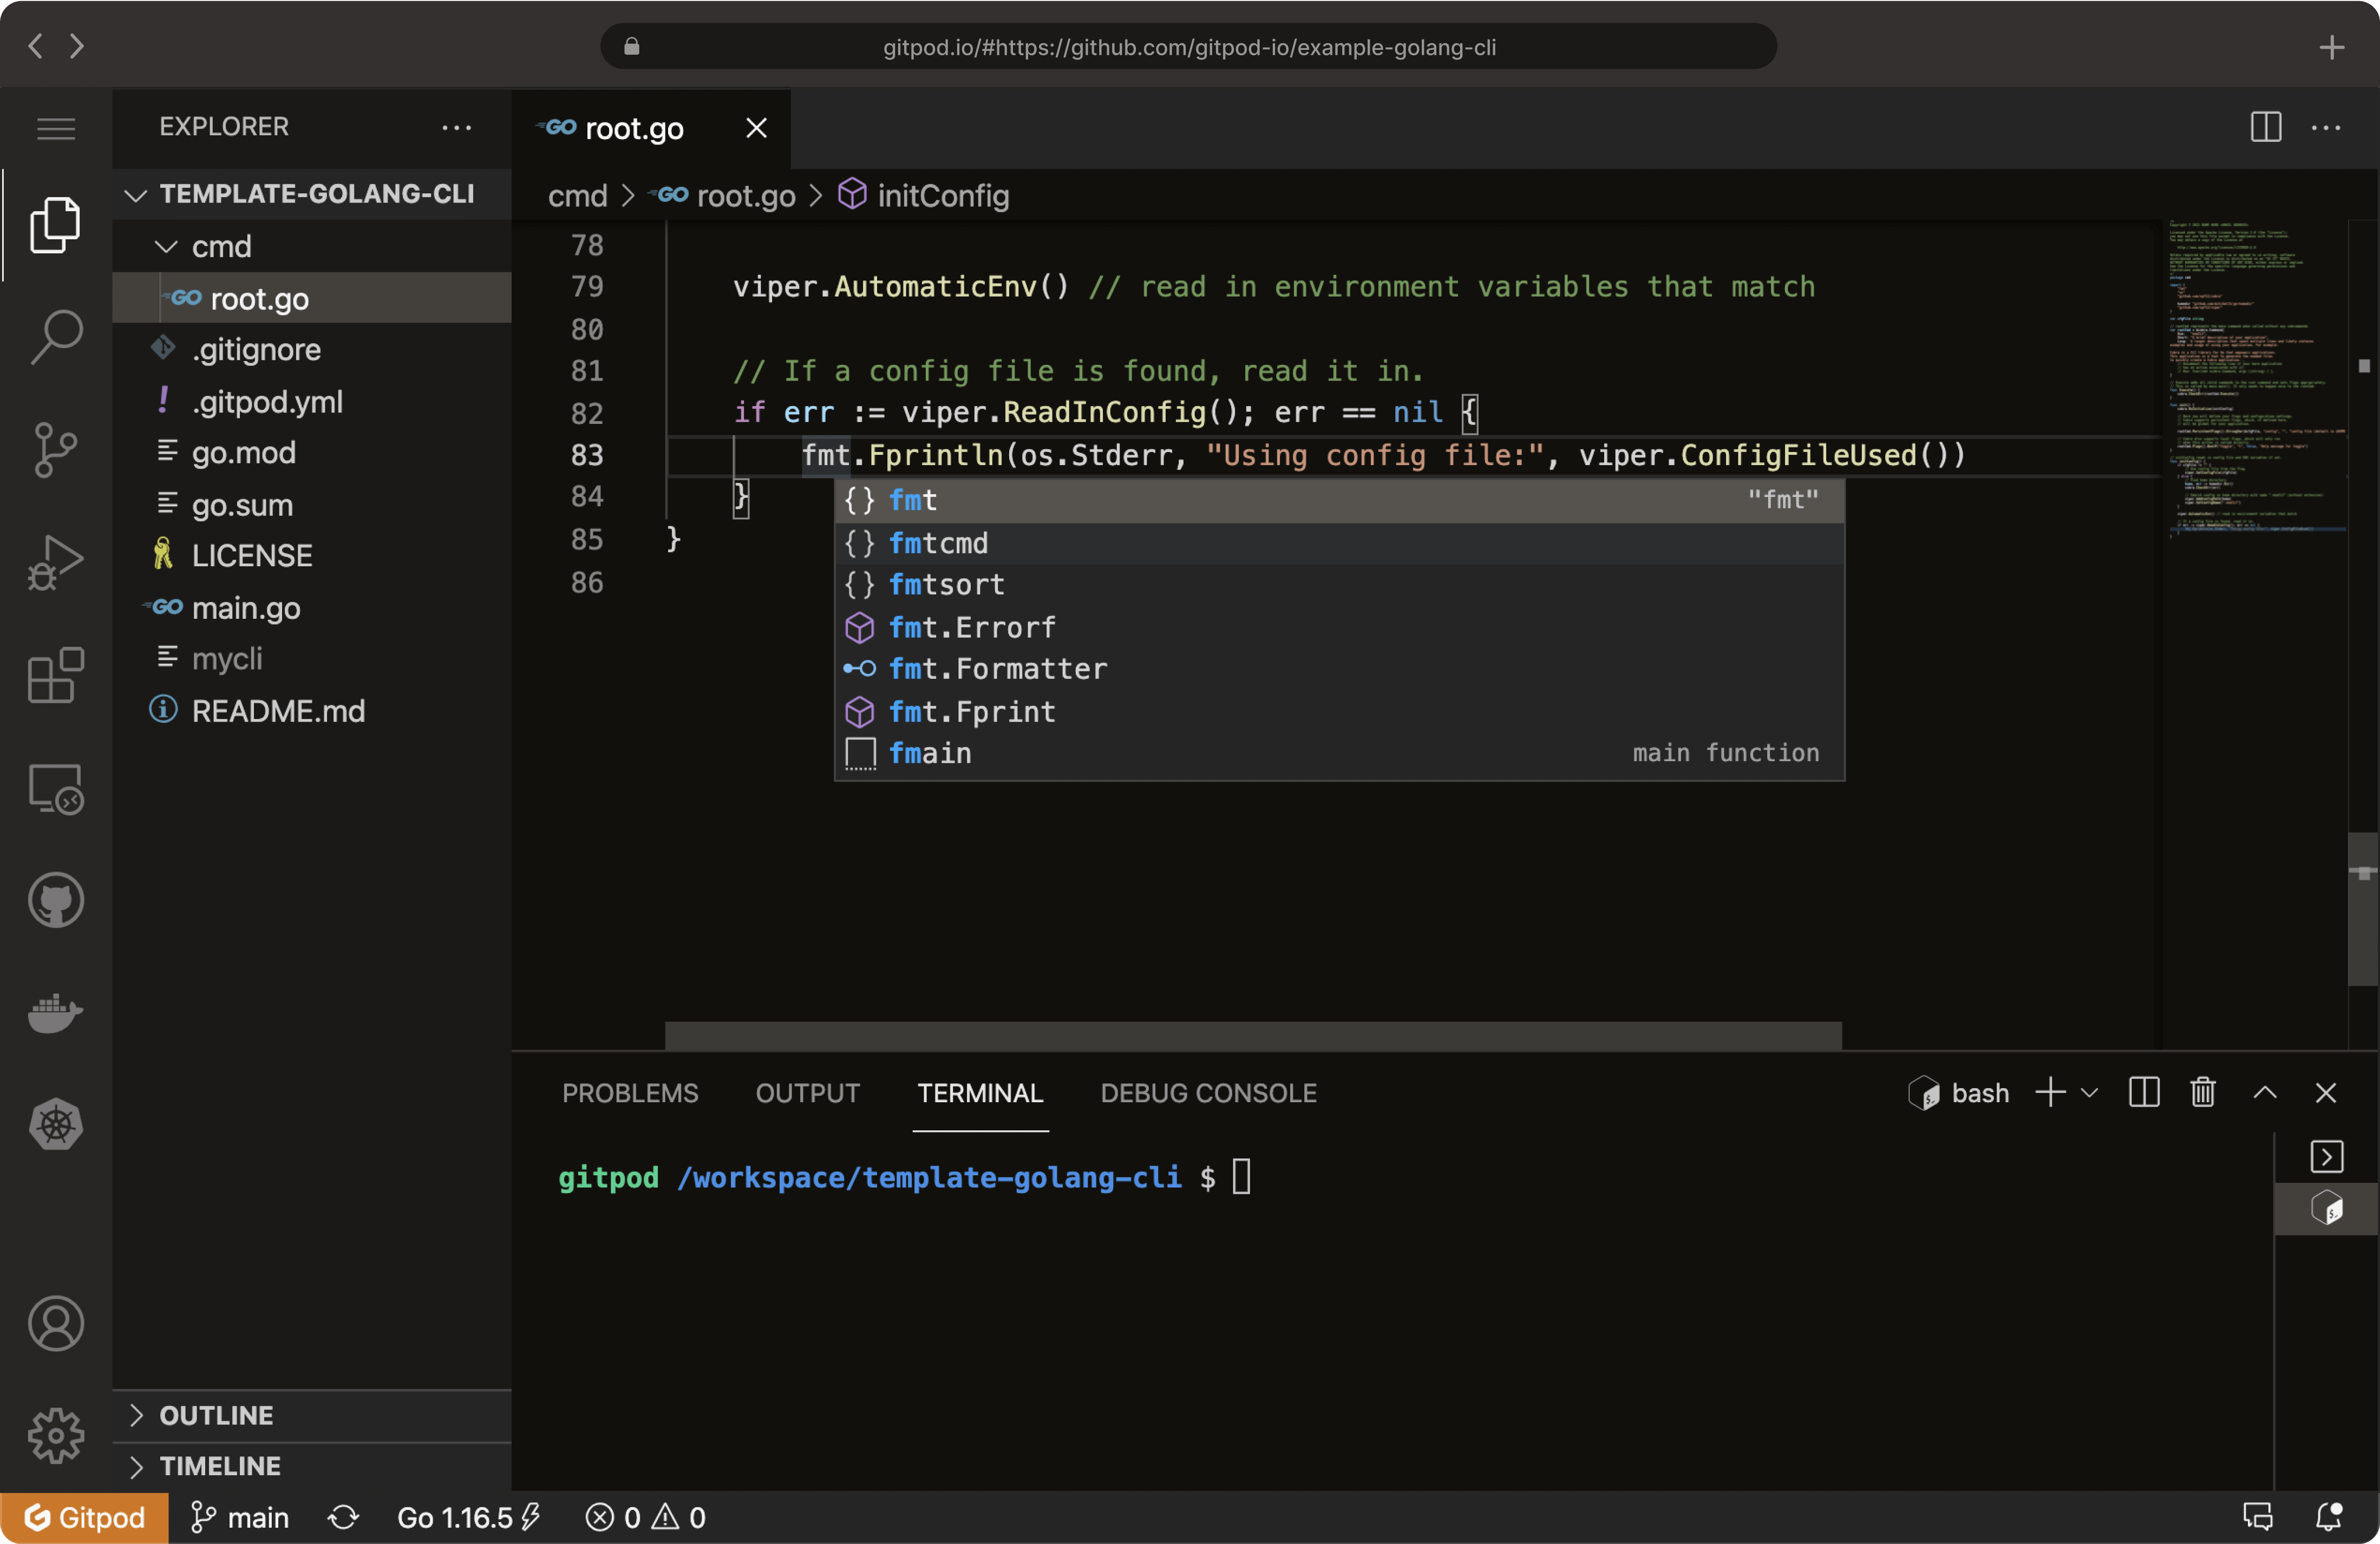 gitpod.io/#https://github.com/gitpod-io/example-golang-cli
EXPLORER
TEMPLATE-GOLANG-CLI
cmd
GO root.go
.gitignore
! .gitpod.yml
go.mod
go.sum
LICENSE
GO main.go
mycli
README.md
OUTLINE
TIMELINE
GO root.go
cmd > GO root.go > initConfig
78
79 viper.AutomaticEnv() // read in environment variables that match
80
81 // If a config file is found, read it in.
82 if err := viper.ReadInConfig(); err == nil {
83 fmt.Fprintln(os.Stderr, "Using config file:", viper.ConfigFileUsed())
84 }
85 }
86
{} fmt "fmt"
{} fmtcmd
{} fmtsort
fmt.Errorf
fmt.Formatter
fmt.Fprint
fmain main function
PROBLEMS OUTPUT TERMINAL DEBUG CONSOLE bash
gitpod /workspace/template-golang-cli $
Gitpod main Go 1.16.5 0 0